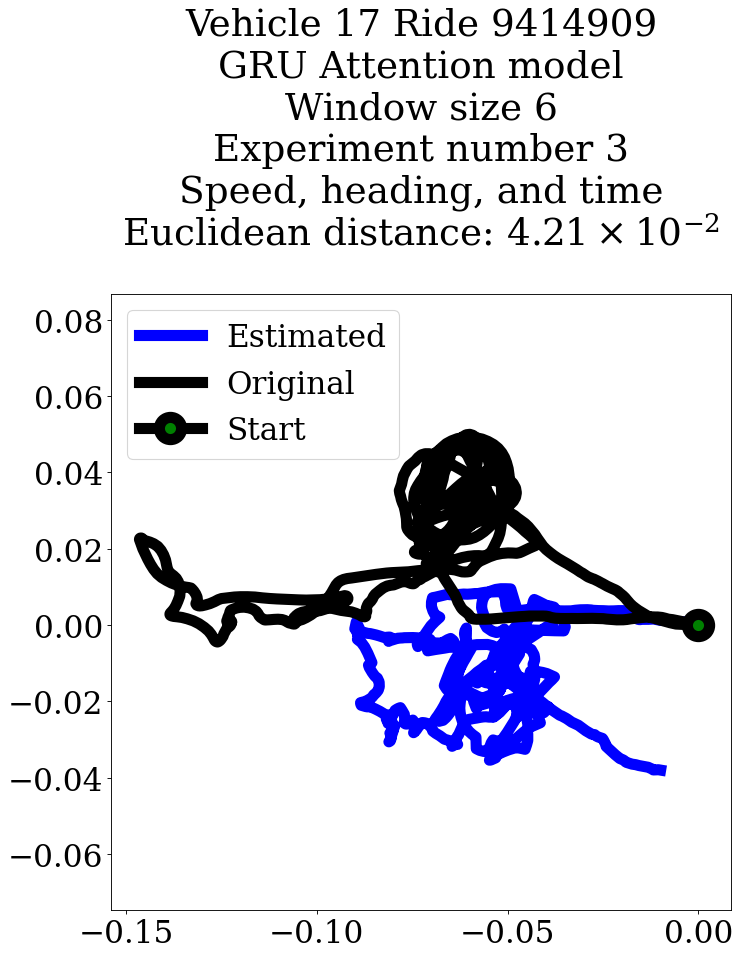 Vehicle 17 Ride 9414909
GRU Attention model
Window size 6
Experiment number 3
Speed, heading, and time
Euclidean distance: 4.21 × 10⁻²
Estimated
Original
Start
0.08
0.06
0.04
0.02
0.00
−0.02
−0.04
−0.06
−0.15 −0.10 −0.05 0.00